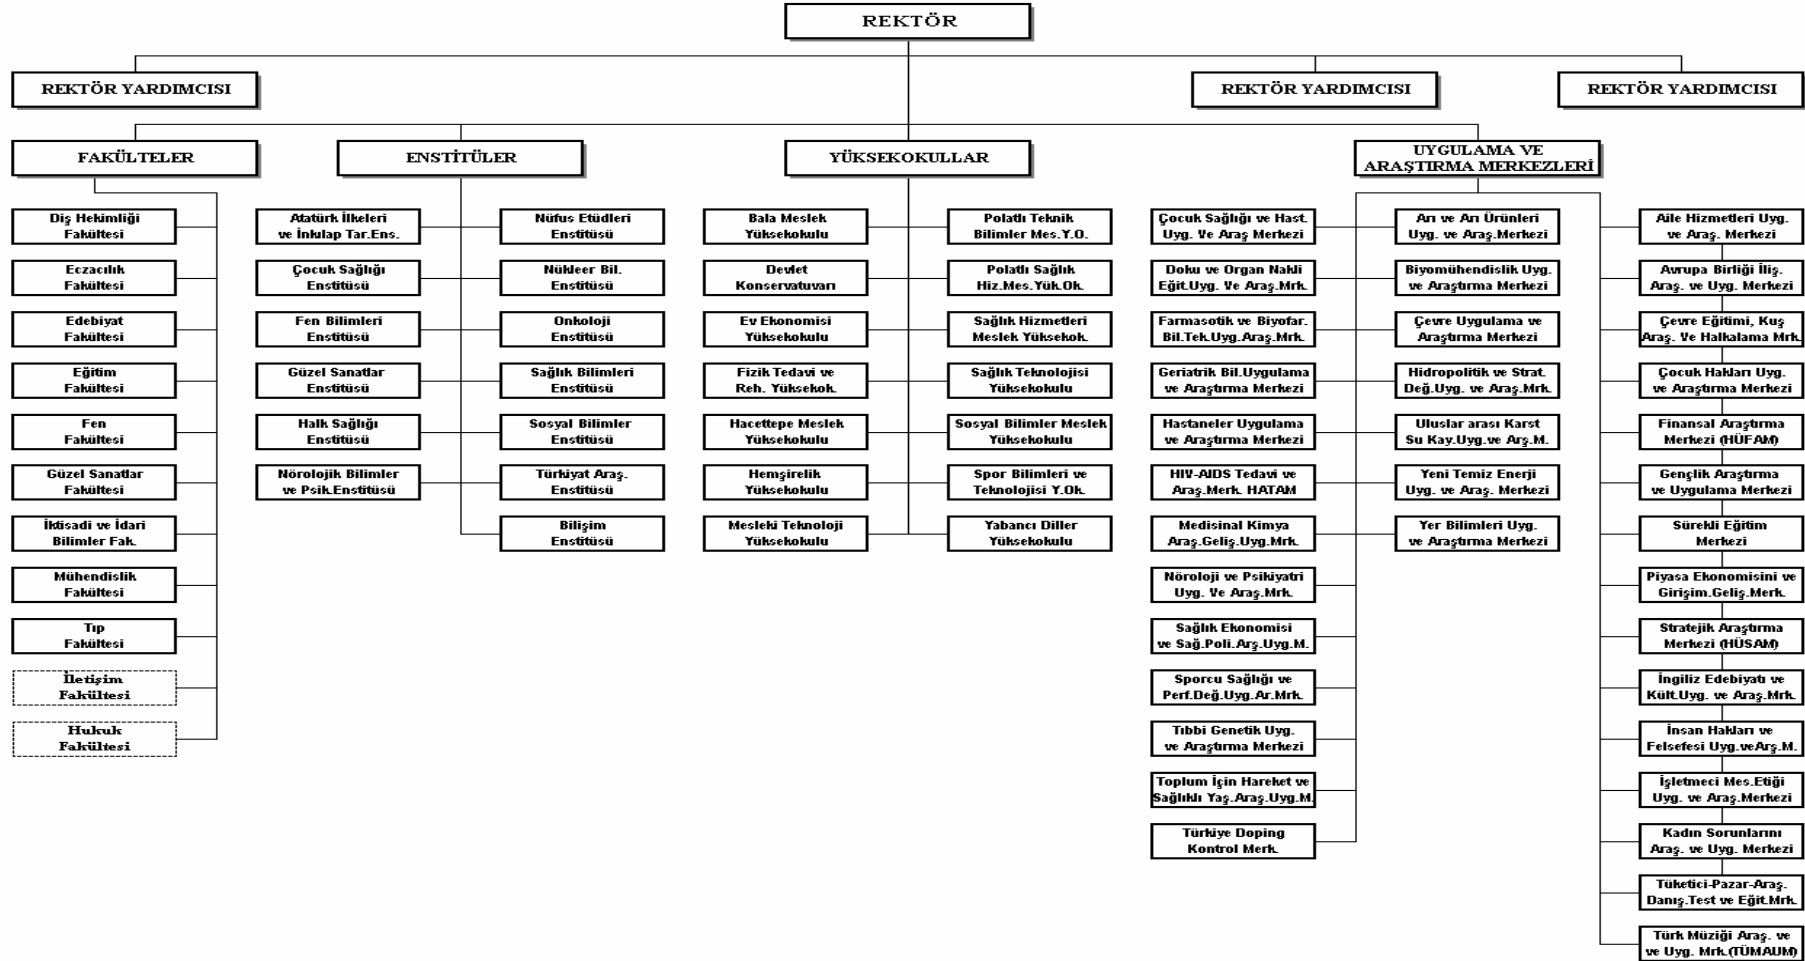 REKTÖR
REKTÖR YARDIMCISI
REKTÖR YARDIMCISI
REKTÖR YARDIMCISI
FAKÜLTELER
Diş Hekimliği
Fakültesi
Eczacılık
Fakültesi
Edebiyat
Fakültesi
Eğitim
Fakültesi
Fen
Fakültesi
Güzel Sanatlar
Fakültesi
İktisadi ve İdari
Bilimler Fak.
Mühendislik
Fakültesi
Tıp
Fakültesi
İletişim
Fakültesi
Hukuk
Fakültesi
ENSTİTÜLER
Atatürk İlkeleri
ve İnkılap Tar.Ens.
Çocuk Sağlığı
Enstitüsü
Fen Bilimleri
Enstitüsü
Güzel Sanatlar
Enstitüsü
Halk Sağlığı
Enstitüsü
Nörolojik Bilimler
ve Psik.Enstitüsü
Nüfus Etüdleri
Enstitüsü
Nükleer Bil.
Enstitüsü
Onkoloji
Enstitüsü
Sağlık Bilimleri
Enstitüsü
Sosyal Bilimler
Enstitüsü
Türkiyat Araş.
Enstitüsü
Bilişim
Enstitüsü
YÜKSEKOKULLAR
Bala Meslek
Yüksekokulu
Devlet
Konservatuvarı
Ev Ekonomisi
Yüksekokulu
Fizik Tedavi ve
Reh. Yüksekok.
Hacettepe Meslek
Yüksekokulu
Hemşirelik
Yüksekokulu
Mesleki Teknoloji
Yüksekokulu
Polatlı Teknik
Bilimler Mes.Y.O.
Polatlı Sağlık
Hiz.Mes.Yük.Ok.
Sağlık Hizmetleri
Meslek Yüksekok.
Sağlık Teknolojisi
Yüksekokulu
Sosyal Bilimler Meslek
Yüksekokulu
Spor Bilimleri ve
Teknolojisi Y.Ok.
Yabancı Diller
Yüksekokulu
UYGULAMA VE
ARAŞTIRMA MERKEZLERİ
Çocuk Sağlığı ve Hast.
Uyg. Ve Araş Merkezi
Doku ve Organ Nakli
Eğit.Uyg. Ve Araş.Mrk.
Farmasotik ve Biyofar.
Bil.Tek.Uyg.Araş.Mrk.
Geriatrik Bil.Uygulama
ve Araştırma Merkezi
Hastaneler Uygulama
ve Araştırma Merkezi
HIV-AIDS Tedavi ve
Araş.Merk. HATAM
Medisinal Kimya
Araş.Geliş.Uyg.Mrk.
Nöroloji ve Psikiyatri
Uyg. Ve Araş.Mrk.
Sağlık Ekonomisi
ve Sağ.Poli.Arş.Uyg.M.
Sporcu Sağlığı ve
Perf.Değ.Uyg.Ar.Mrk.
Tıbbi Genetik Uyg.
ve Araştırma Merkezi
Toplum İçin Hareket ve
Sağlıklı Yaş.Araş.Uyg.M.
Türkiye Doping
Kontrol Merk.
Arı ve Arı Ürünleri
Uyg. ve Araş.Merkezi
Biyomühendislik Uyg.
ve Araştırma Merkezi
Çevre Uygulama ve
Araştırma Merkezi
Hidropolitik ve Strat.
Değ.Uyg. ve Araş.Mrk.
Uluslar arası Karst
Su Kay.Uyg.ve Arş.M.
Yeni Temiz Enerji
Uyg. ve Araş. Merkezi
Yer Bilimleri Uyg.
ve Araştırma Merkezi
Aile Hizmetleri Uyg.
ve Araş. Merkezi
Avrupa Birliği İliş.
Araş. ve Uyg. Merkezi
Çevre Eğitimi, Kuş
Araş. Ve Halkalama Mrk.
Çocuk Hakları Uyg.
ve Araştırma Merkezi
Finansal Araştırma
Merkezi (HÜFAM)
Gençlik Araştırma
ve Uygulama Merkezi
Sürekli Eğitim
Merkezi
Piyasa Ekonomisini ve
Girişim.Geliş.Merk.
Stratejik Araştırma
Merkezi (HÜSAM)
İngiliz Edebiyatı ve
Kült.Uyg. ve Araş.Mrk.
İnsan Hakları ve
Felsefesi Uyg.veArş.M.
İşletmeci Mes.Etiği
Uyg. ve Araş.Merkezi
Kadın Sorunlarını
Araş. ve Uyg. Merkezi
Tüketici-Pazar-Araş.
Danış.Test ve Eğit.Mrk.
Türk Müziği Araş. ve
ve Uyg. Mrk.(TÜMAUM)